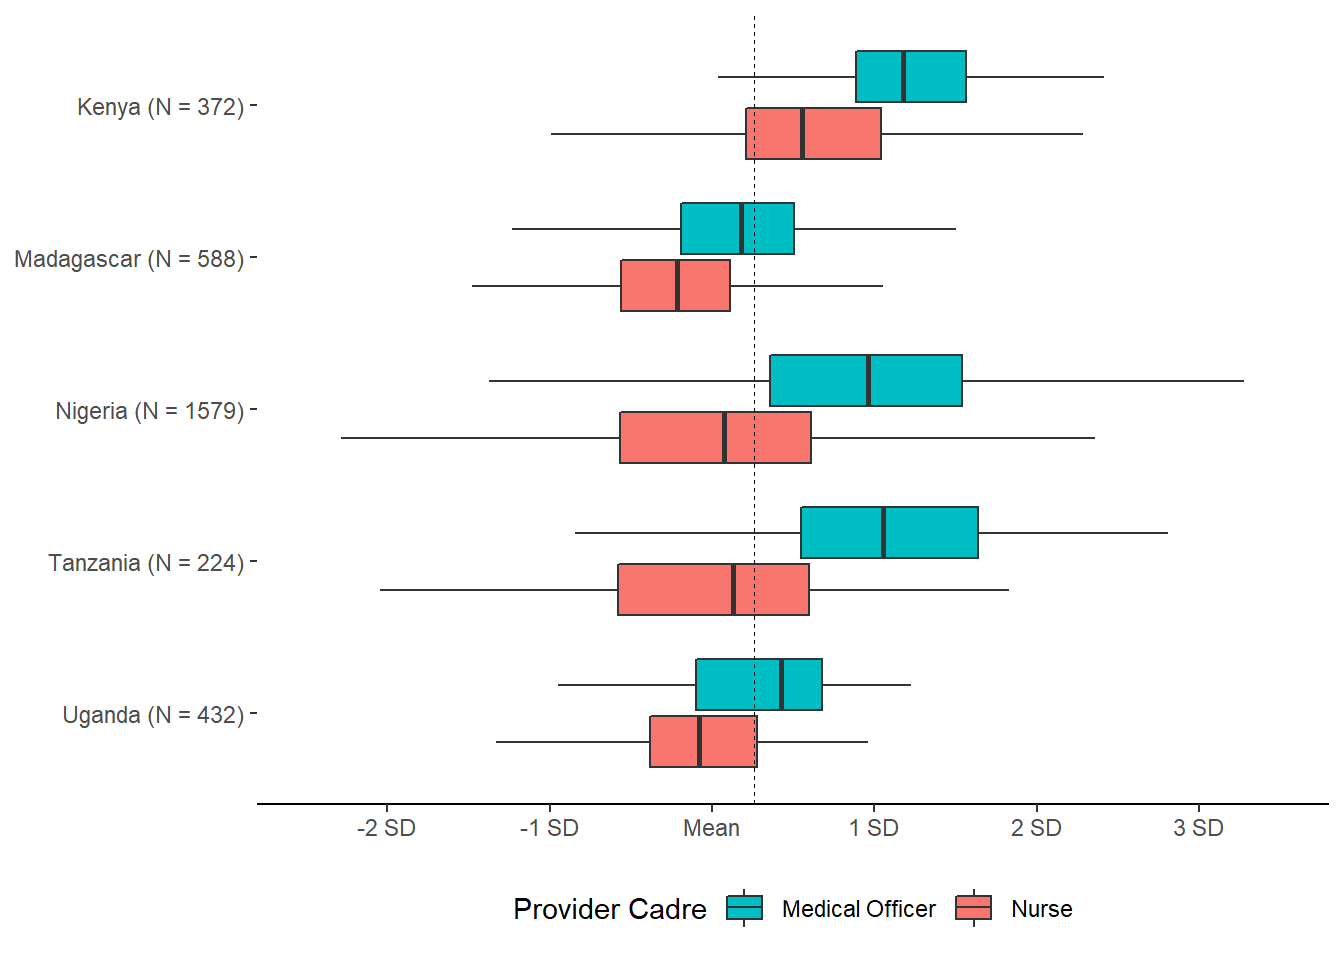 Kenya (N = 372)
Madagascar (N = 588)
Nigeria (N = 1579)
Tanzania (N = 224)
Uganda (N = 432)
-2 SD -1 SD Mean 1 SD 2 SD 3 SD
Provider Cadre Medical Officer Nurse